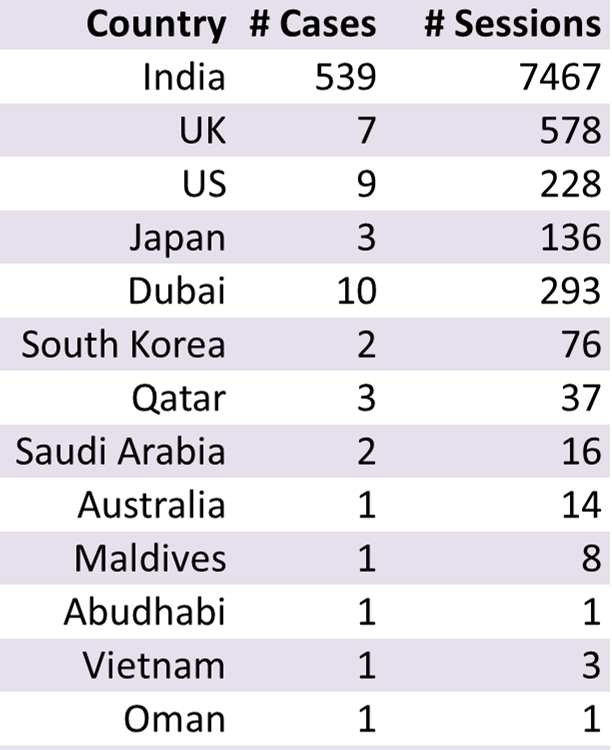 Country # Cases # Sessions
India 539 7467
UK 7 578
US 9 228
Japan 3 136
Dubai 10 293
South Korea 2 76
Qatar 3 37
Saudi Arabia 2 16
Australia 1 14
Maldives 1 8
Abudhabi 1 1
Vietnam 1 3
Oman 1 1